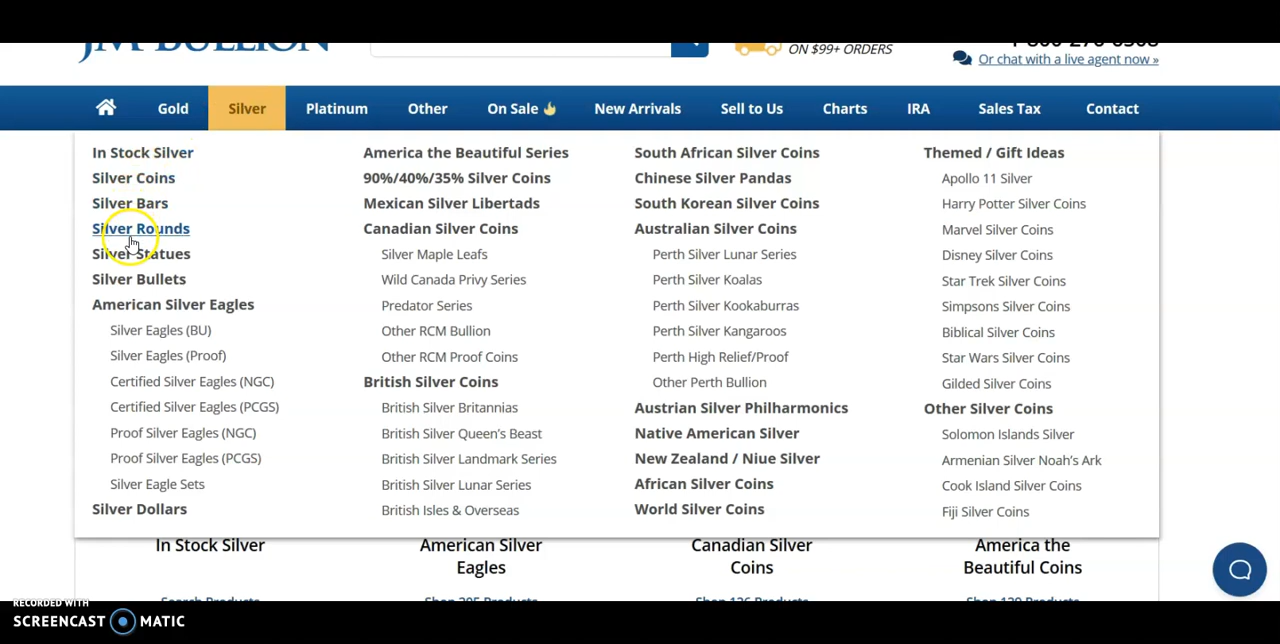 JM BULLION
ON $99+ ORDERS
Or chat with a live agent now »
Gold Silver Platinum Other On Sale New Arrivals Sell to Us Charts IRA Sales Tax Contact
In Stock Silver
Silver Coins
Silver Bars
Silver Rounds
Silver Statues
Silver Bullets
American Silver Eagles
Silver Eagles (BU)
Silver Eagles (Proof)
Certified Silver Eagles (NGC)
Certified Silver Eagles (PCGS)
Proof Silver Eagles (NGC)
Proof Silver Eagles (PCGS)
Silver Eagle Sets
Silver Dollars
America the Beautiful Series
90%/40%/35% Silver Coins
Mexican Silver Libertads
Canadian Silver Coins
Silver Maple Leafs
Wild Canada Privy Series
Predator Series
Other RCM Bullion
Other RCM Proof Coins
British Silver Coins
British Silver Britannias
British Silver Queen's Beast
British Silver Landmark Series
British Silver Lunar Series
British Isles & Overseas
South African Silver Coins
Chinese Silver Pandas
South Korean Silver Coins
Australian Silver Coins
Perth Silver Lunar Series
Perth Silver Koalas
Perth Silver Kookaburras
Perth Silver Kangaroos
Perth High Relief/Proof
Other Perth Bullion
Austrian Silver Philharmonics
Native American Silver
New Zealand / Niue Silver
African Silver Coins
World Silver Coins
Themed / Gift Ideas
Apollo 11 Silver
Harry Potter Silver Coins
Marvel Silver Coins
Disney Silver Coins
Star Trek Silver Coins
Simpsons Silver Coins
Biblical Silver Coins
Star Wars Silver Coins
Gilded Silver Coins
Other Silver Coins
Solomon Islands Silver
Armenian Silver Noah's Ark
Cook Island Silver Coins
Fiji Silver Coins
In Stock Silver
American Silver
Eagles
Canadian Silver
Coins
America the
Beautiful Coins
RECORDED WITH
SCREENCAST MATIC